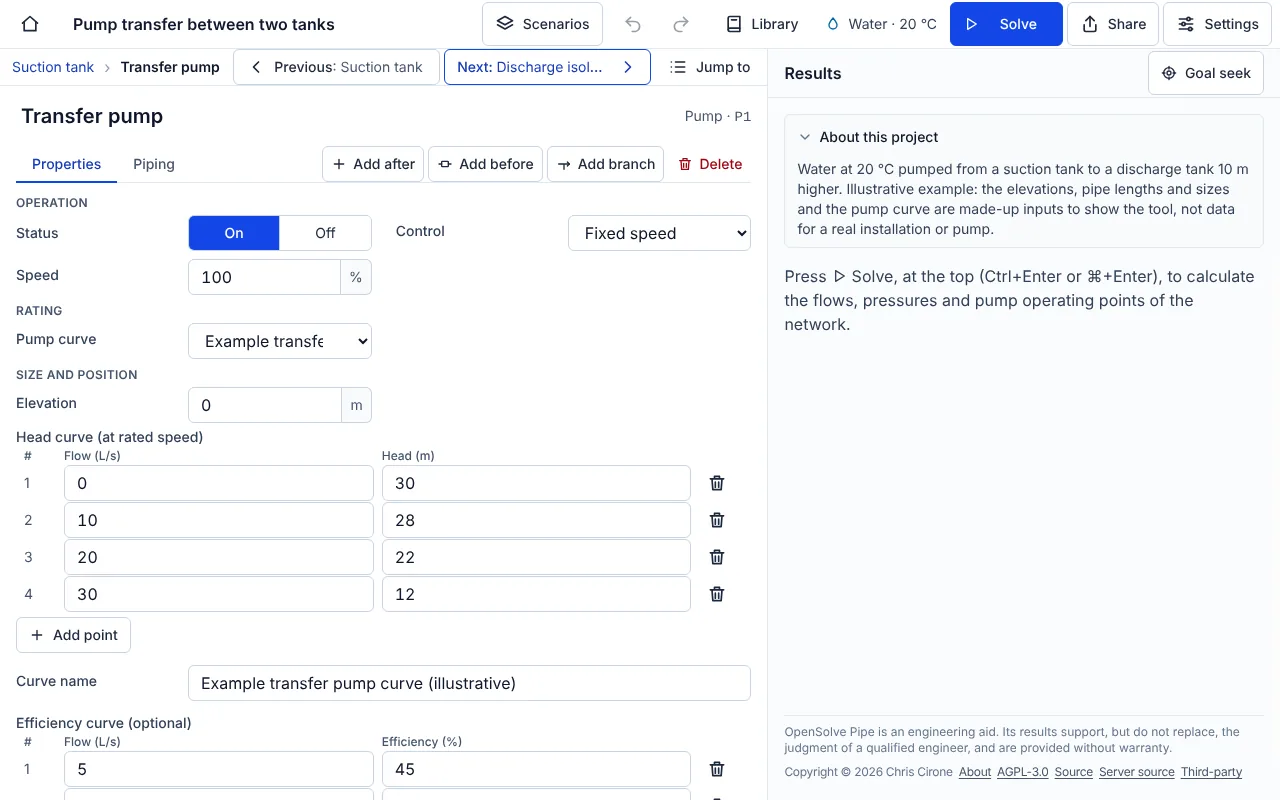 Pump transfer between two tanks
Scenarios
Library
Water · 20 °C
Solve
Share
Settings
Suction tank › Transfer pump
Previous: Suction tank
Next: Discharge isol...
Jump to
Transfer pump
Pump · P1
Properties
Piping
Add after
Add before
Add branch
Delete
OPERATION
Status
On
Off
Control
Fixed speed
Speed
100
%
RATING
Pump curve
Example transfe
SIZE AND POSITION
Elevation
0
m
Head curve (at rated speed)
# Flow (L/s) Head (m)
1 0 30
2 10 28
3 20 22
4 30 12
Add point
Curve name
Example transfer pump curve (illustrative)
Efficiency curve (optional)
# Flow (L/s) Efficiency (%)
1 5 45
Results
Goal seek
About this project
Water at 20 °C pumped from a suction tank to a discharge tank 10 m
higher. Illustrative example: the elevations, pipe lengths and sizes
and the pump curve are made-up inputs to show the tool, not data
for a real installation or pump.
Press ▷ Solve, at the top (Ctrl+Enter or ⌘+Enter), to calculate
the flows, pressures and pump operating points of the
network.
OpenSolve Pipe is an engineering aid. Its results support, but do not replace, the
judgment of a qualified engineer, and are provided without warranty.
Copyright © 2026 Chris Cirone About AGPL-3.0 Source Server source Third-party